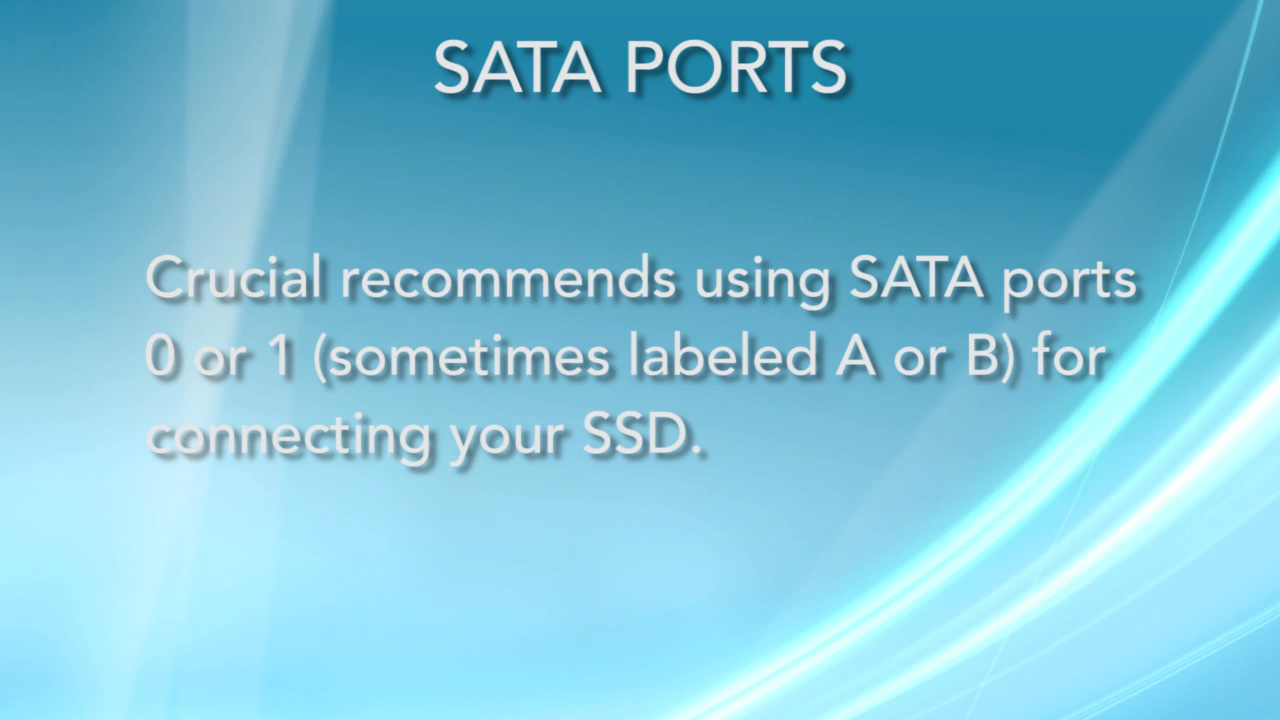 SATA PORTS
Crucial recommends using SATA ports
0 or 1 (sometimes labeled A or B) for
connecting your SSD.